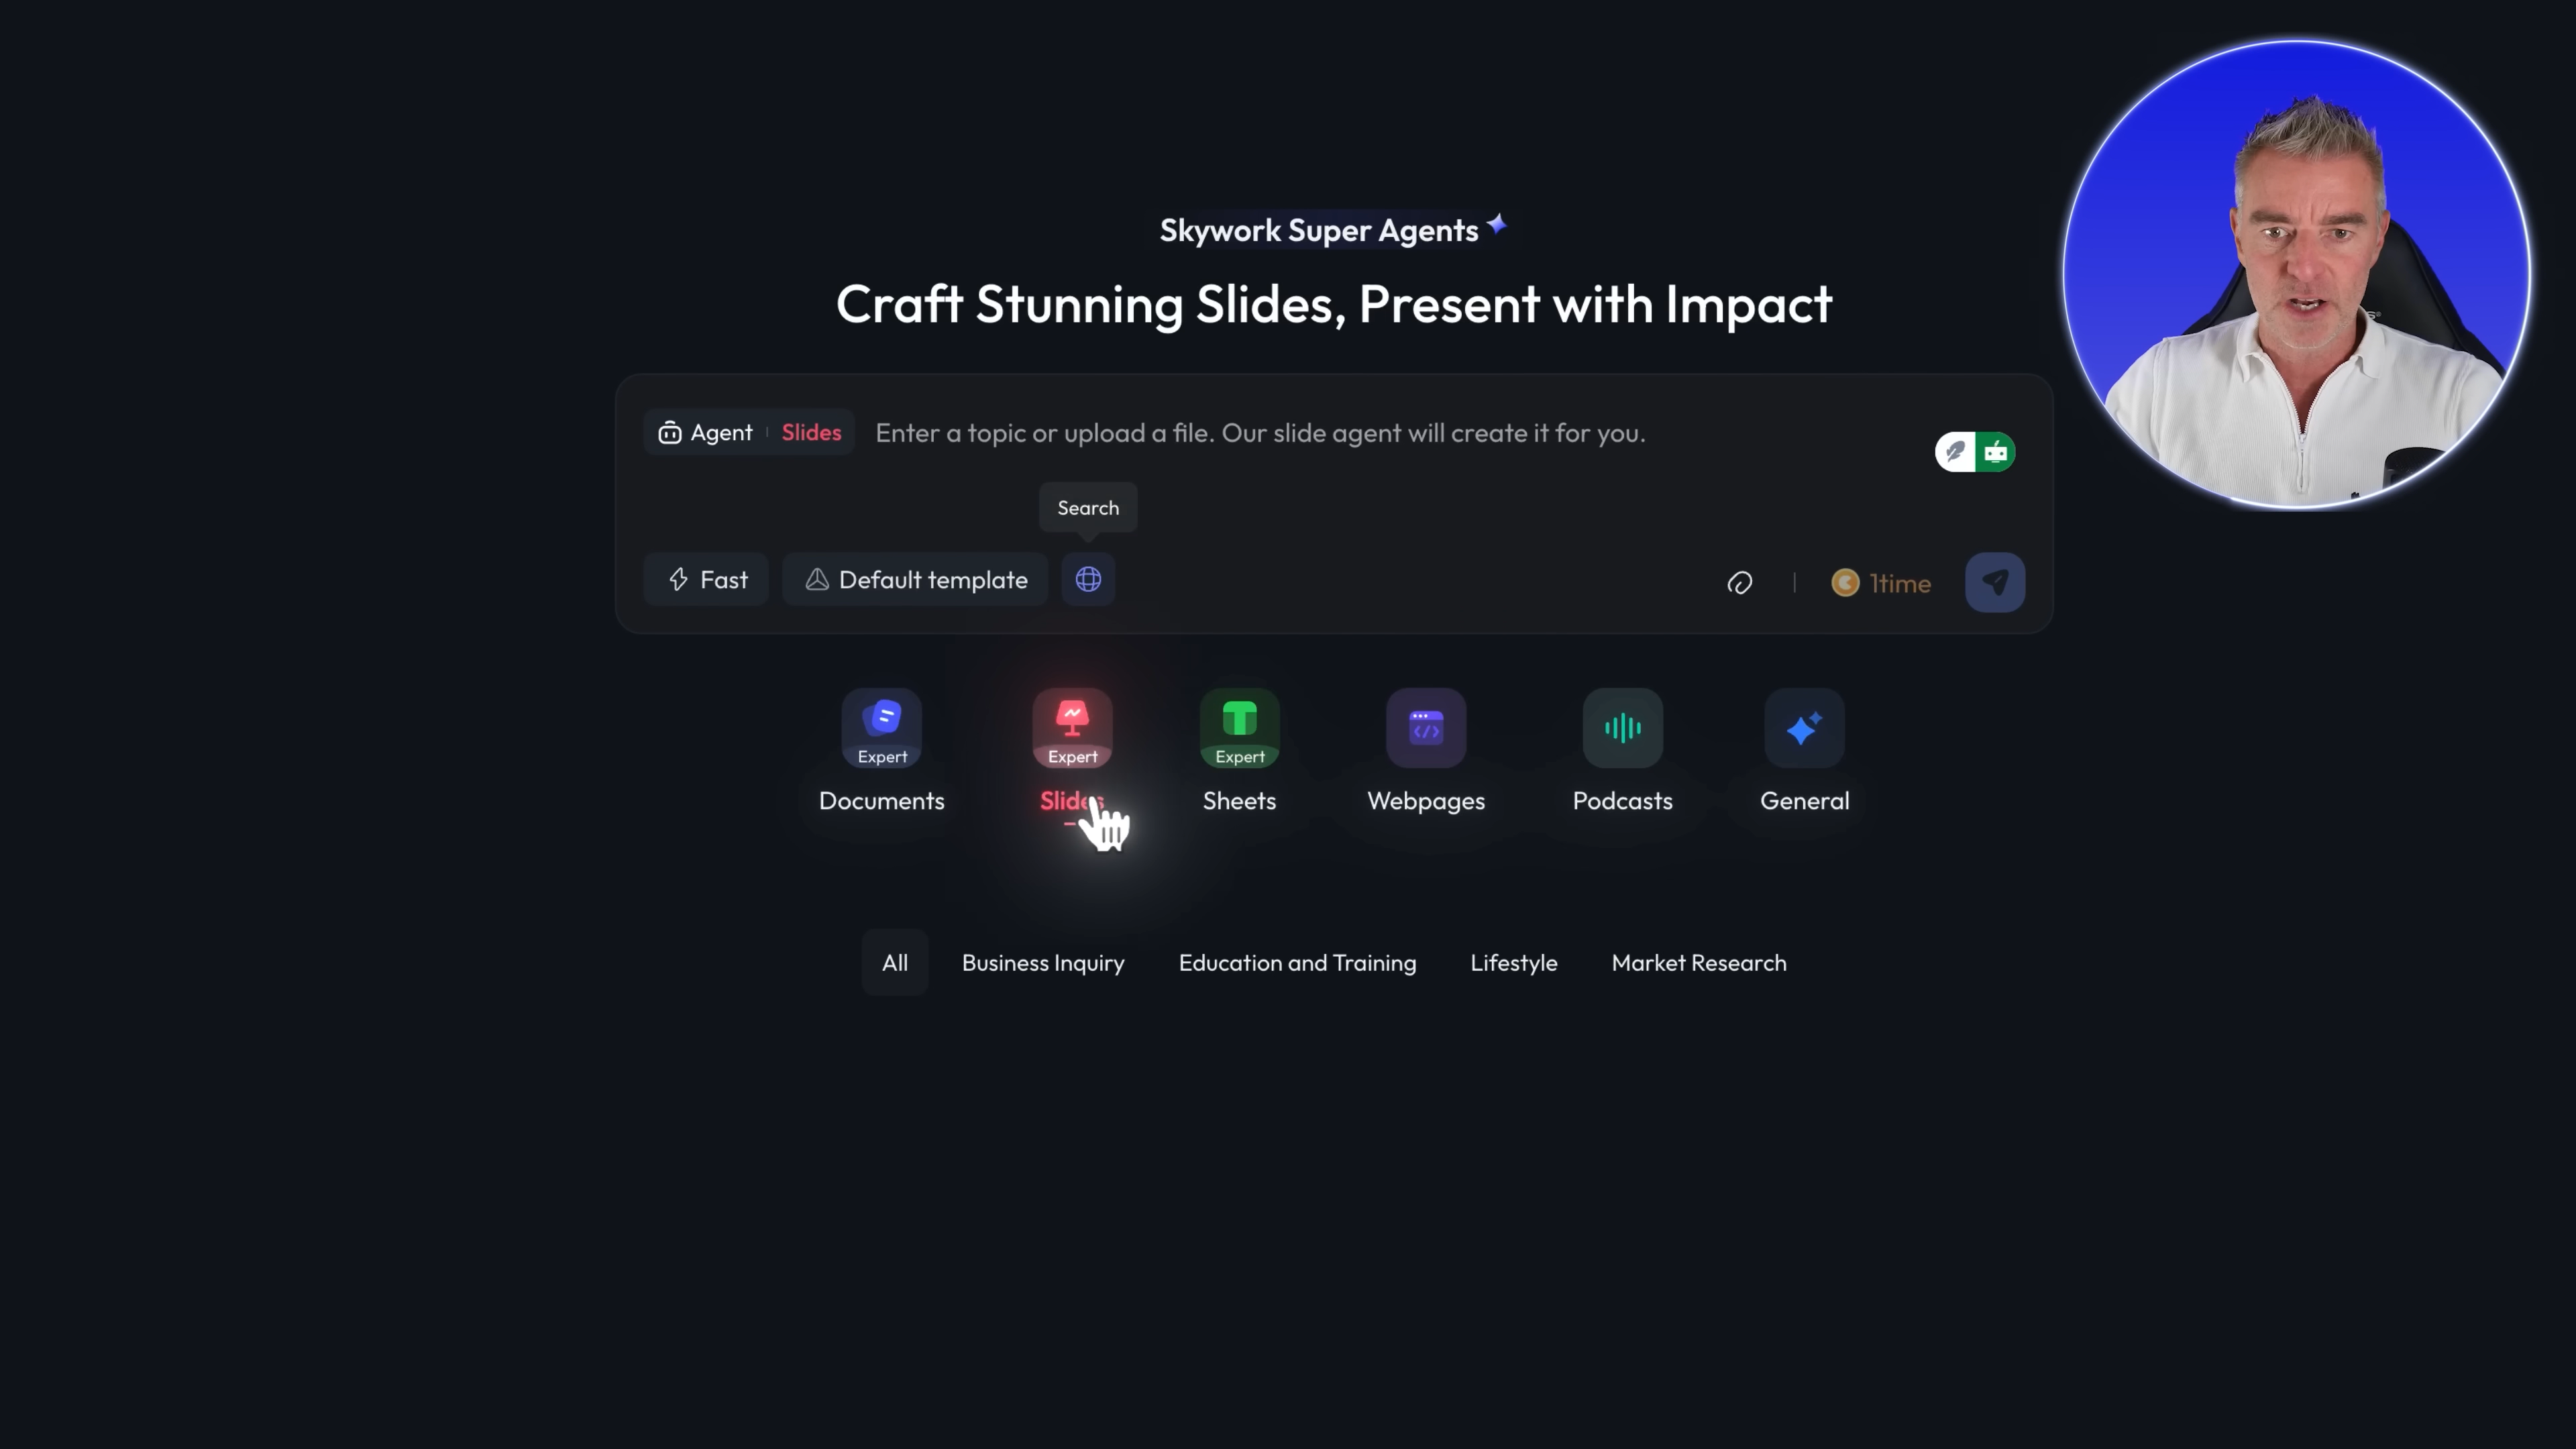 Skywork Super Agents
Craft Stunning Slides, Present with Impact
Agent Slides Enter a topic or upload a file. Our slide agent will create it for you.
Search
Fast Default template 1time
Expert Expert Expert
Documents Slides Sheets Webpages Podcasts General
All Business Inquiry Education and Training Lifestyle Market Research